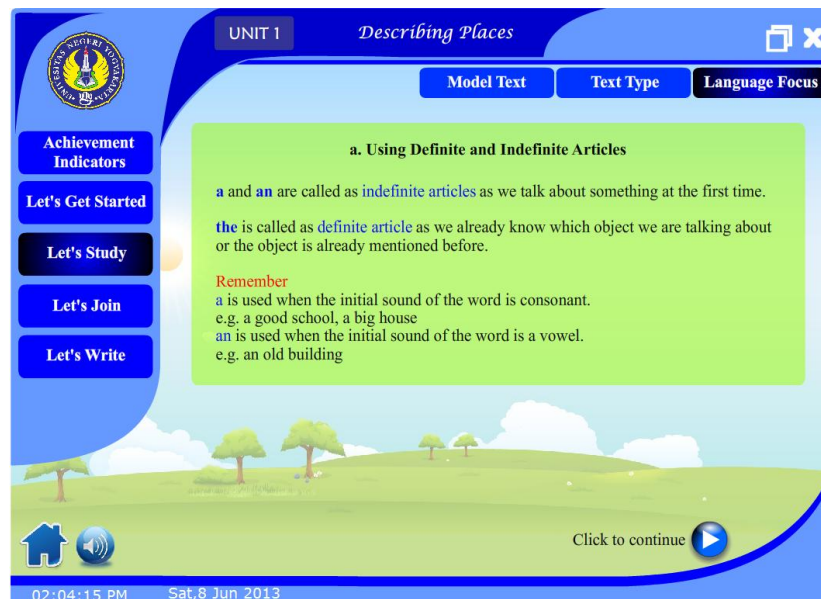 UNIT 1
Describing Places
UNIVERSITAS NEGERI YOGYAKARTA
Model Text
Text Type
Language Focus
Achievement
Indicators
Let's Get Started
Let's Study
Let's Join
Let's Write
a. Using Definite and Indefinite Articles
a and an are called as indefinite articles as we talk about something at the first time.
the is called as definite article as we already know which object we are talking about
or the object is already mentioned before.
Remember
a is used when the initial sound of the word is consonant.
e.g. a good school, a big house
an is used when the initial sound of the word is a vowel.
e.g. an old building
Click to continue
02:04:15 PM
Sat,8 Jun 2013